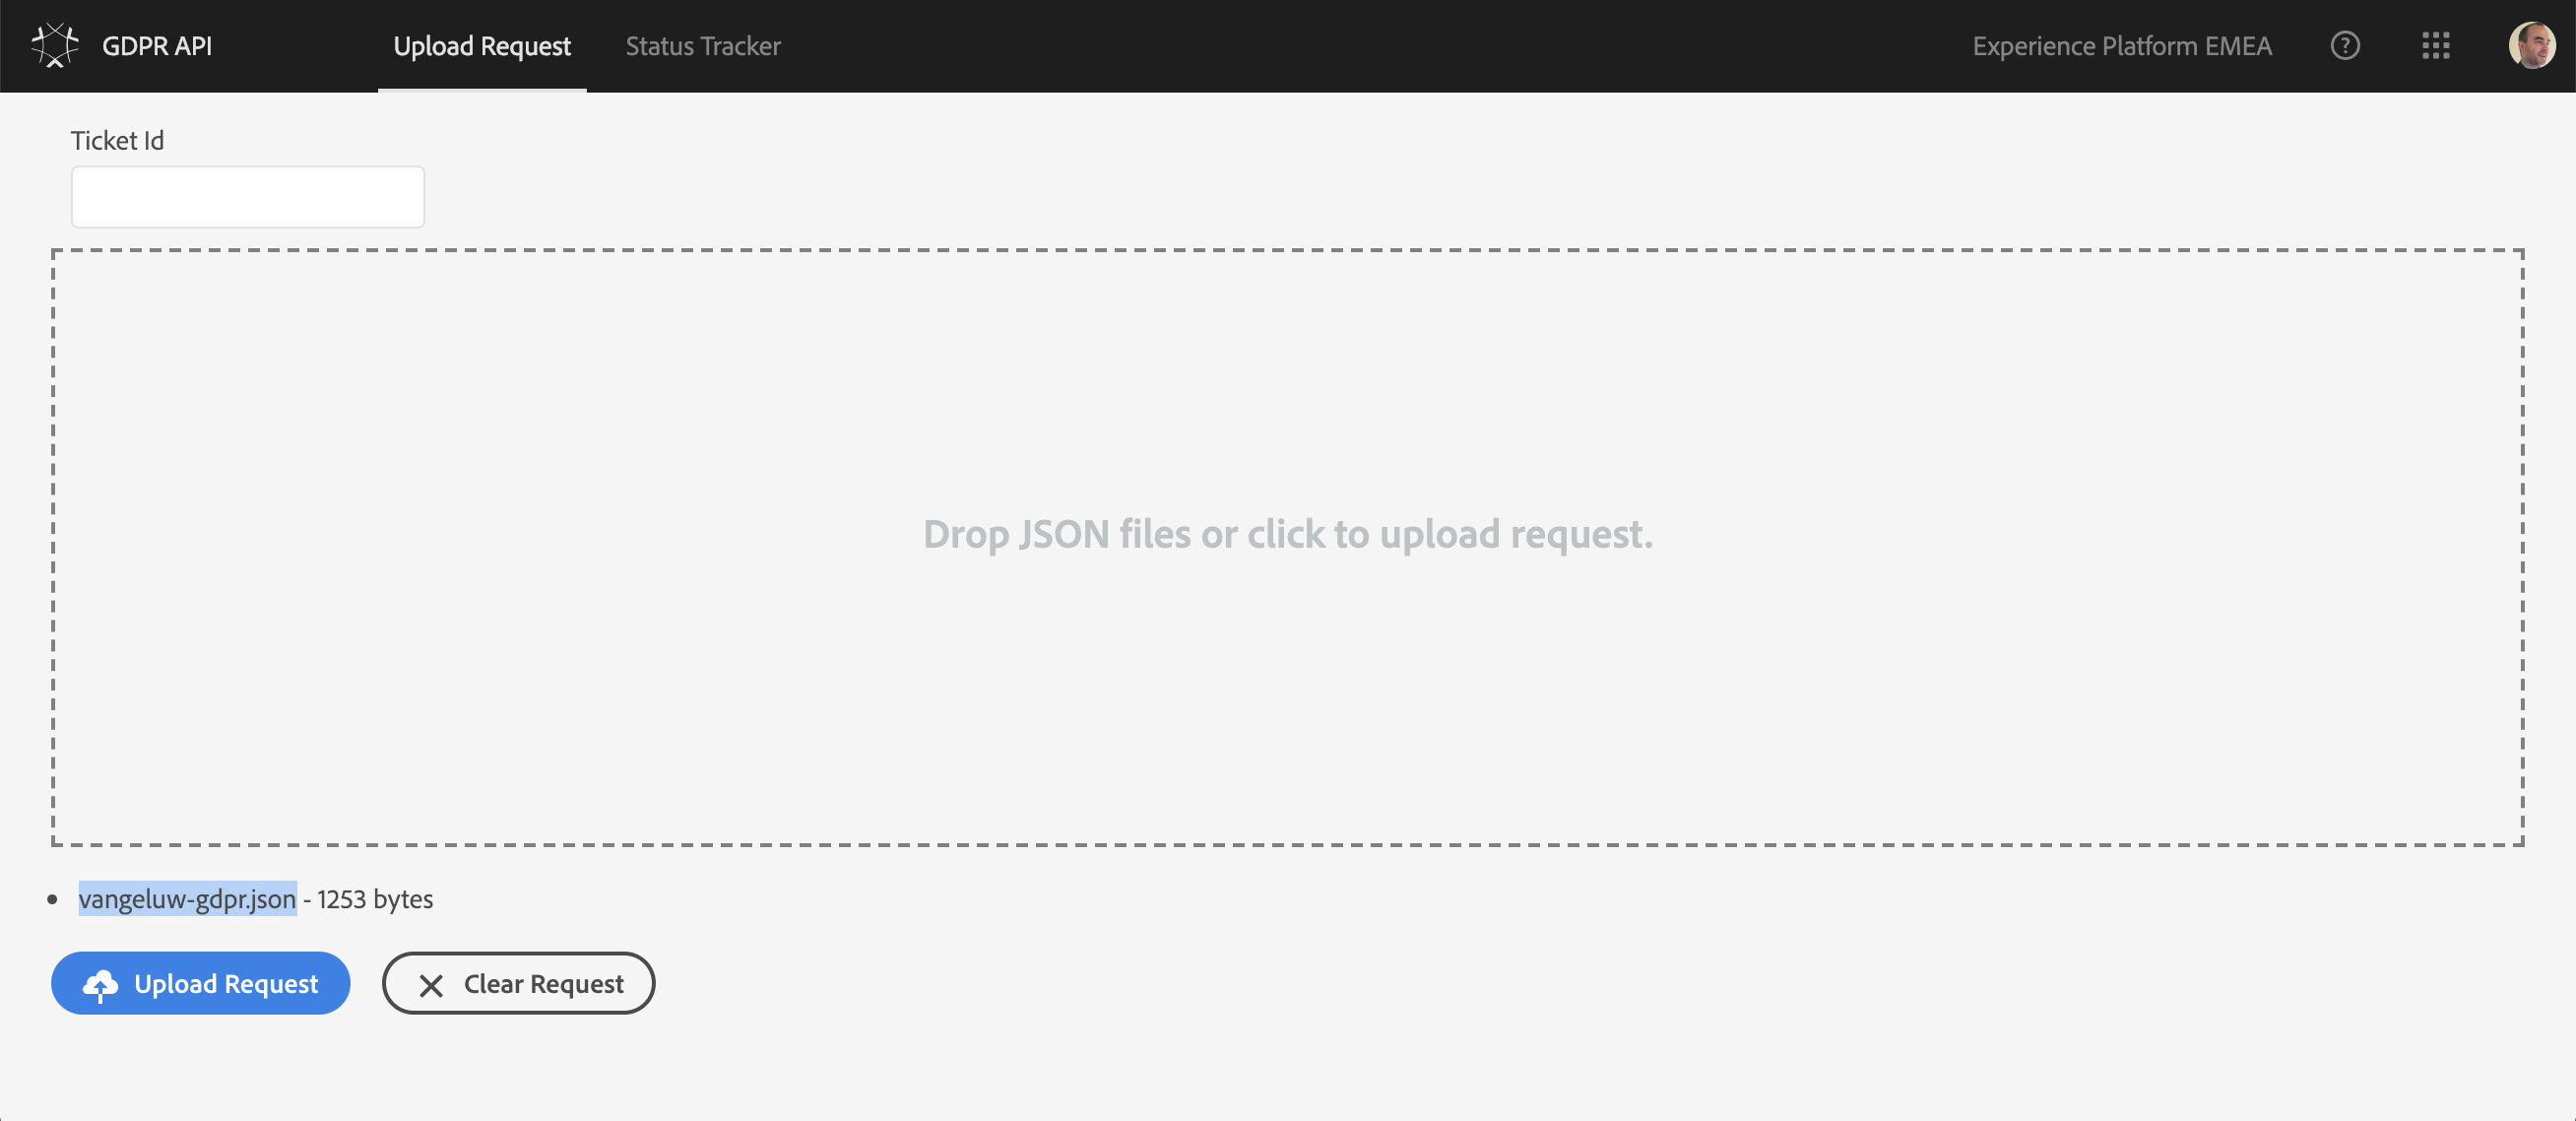 GDPR API Upload Request Status Tracker Experience Platform EMEA ?
Ticket Id
Drop JSON files or click to upload request.
vangeluw-gdpr.json - 1253 bytes
Upload Request Clear Request